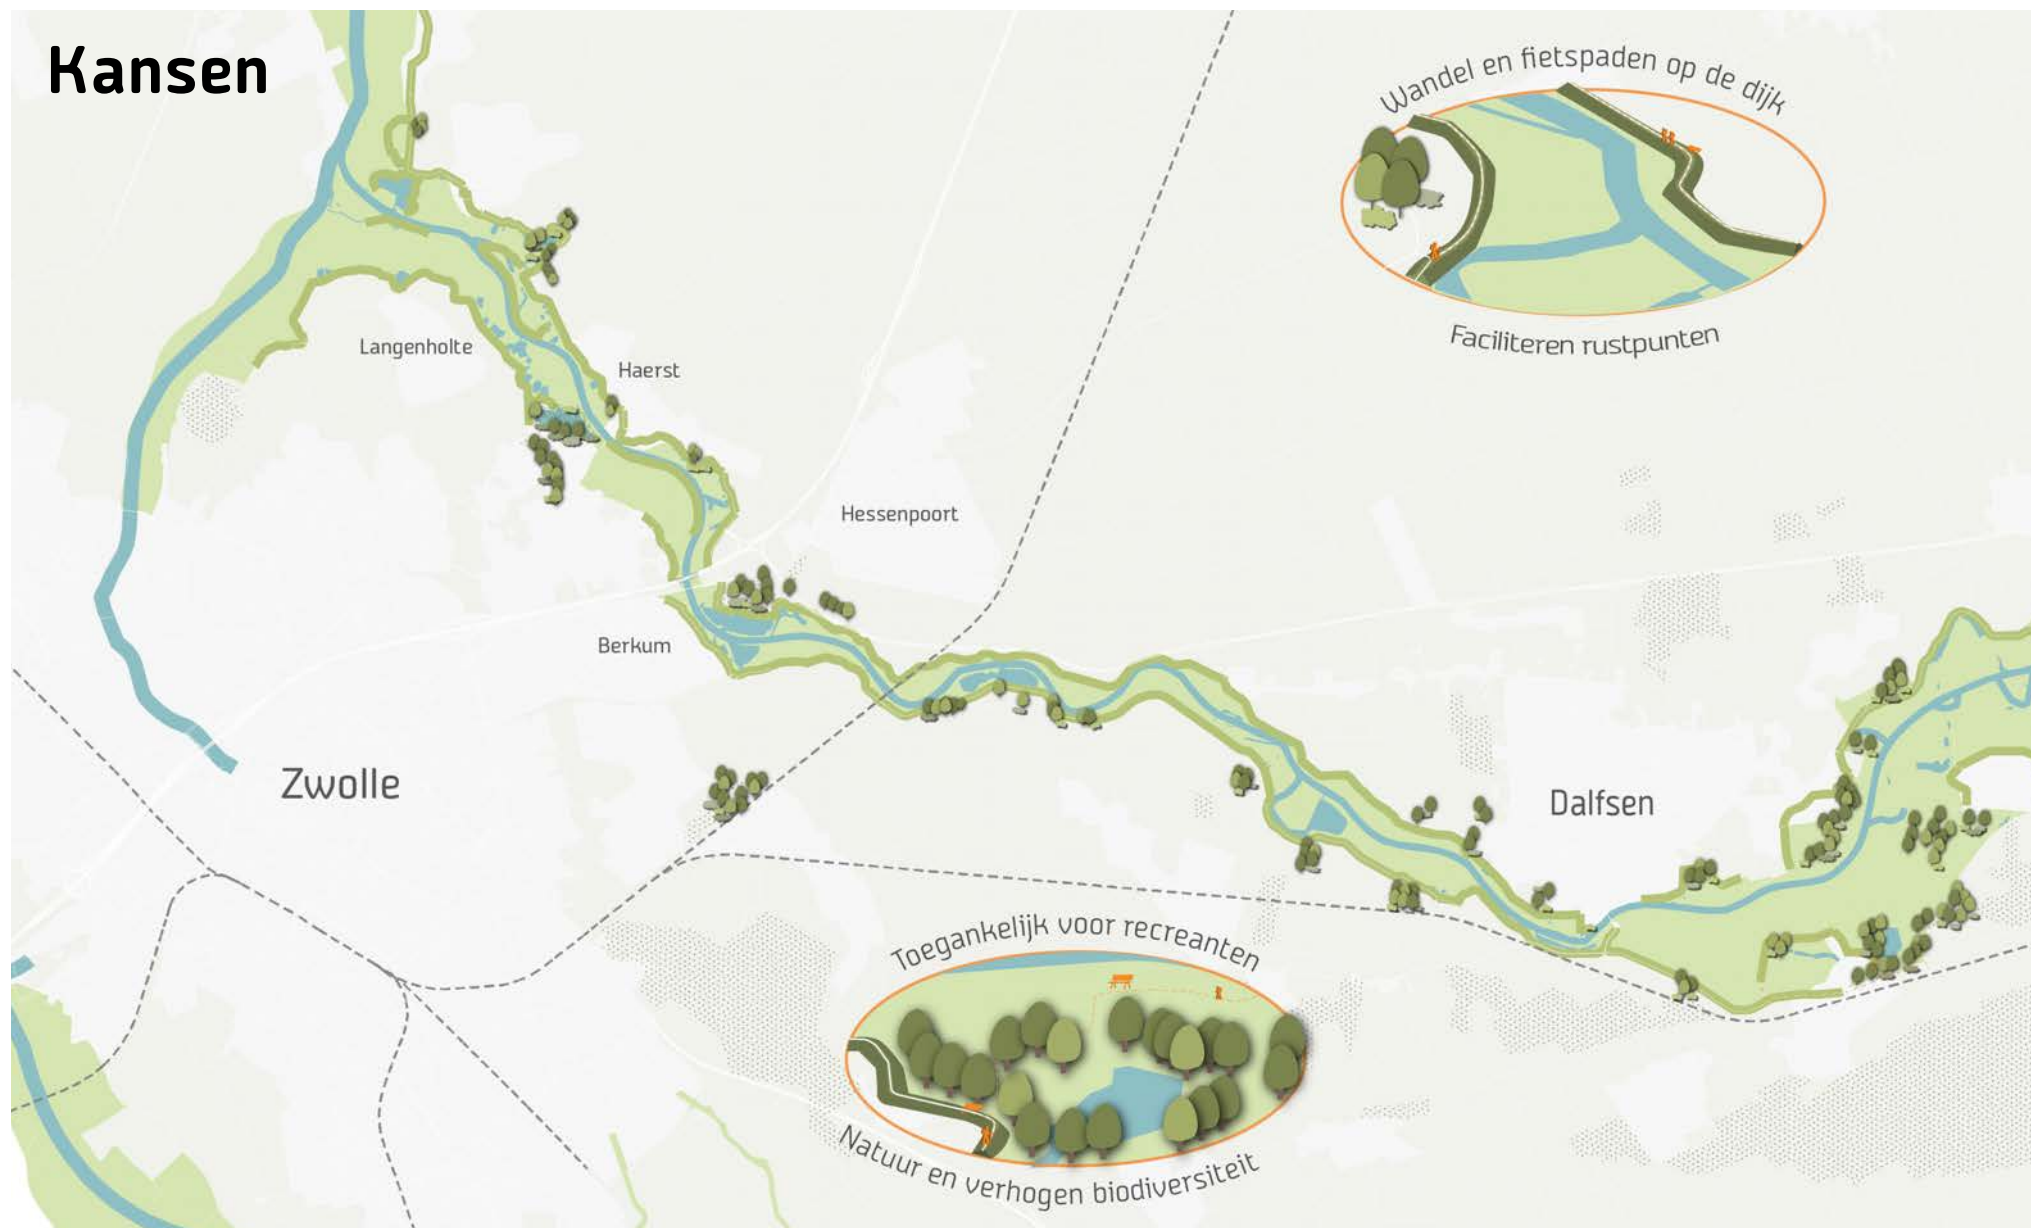 Kansen
Wandel en fietspaden op de dijk
Faciliteren rustpunten
Langenholte
Haerst
Hessenpoort
Berkum
Zwolle
Dalfsen
Toegankelijk voor recreanten
Natuur en verhogen biodiversiteit